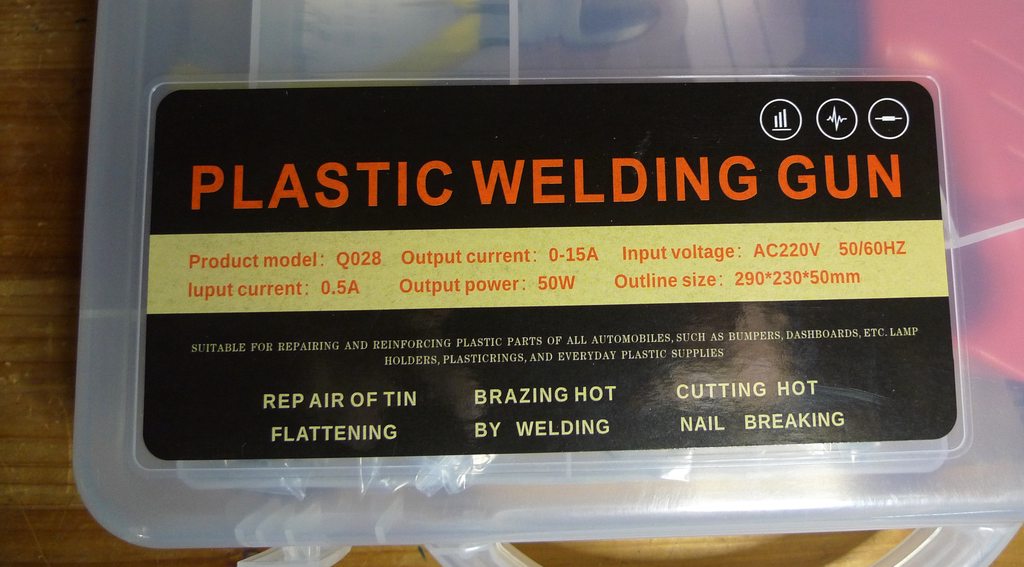 PLASTIC WELDING GUN
Product model: Q028 Output current: 0-15A Input voltage: AC220V 50/60HZ
Iuput current: 0.5A Output power: 50W Outline size: 290*230*50mm
SUITABLE FOR REPAIRING AND REINFORCING PLASTIC PARTS OF ALL AUTOMOBILES, SUCH AS BUMPERS, DASHBOARDS, ETC. LAMP
HOLDERS, PLASTICRINGS, AND EVERYDAY PLASTIC SUPPLIES
REP AIR OF TIN BRAZING HOT CUTTING HOT
FLATTENING BY WELDING NAIL BREAKING